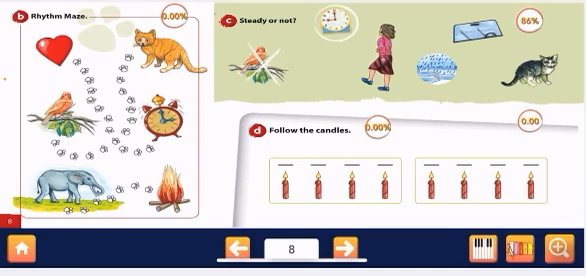 b Rhythm Maze.
0.00%
c Steady or not?
86%
d Follow the candles.
0.00%
0.00
8
8